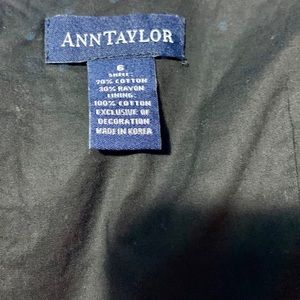 ANNTAYLOR
6
SHELL:
70% COTTON
30% RAYON
LINING:
100% COTTON
EXCLUSIVE OF
DECORATION
MADE IN KOREA